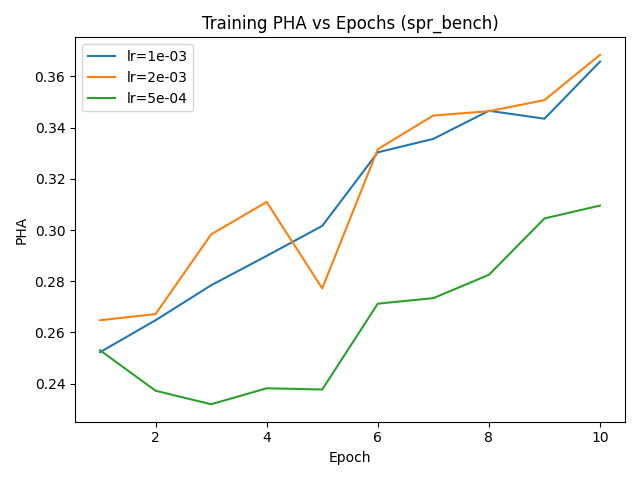 Training PHA vs Epochs (spr_bench)
lr=1e-03
lr=2e-03
lr=5e-04
PHA
0.36
0.34
0.32
0.30
0.28
0.26
0.24
2 4 6 8 10
Epoch